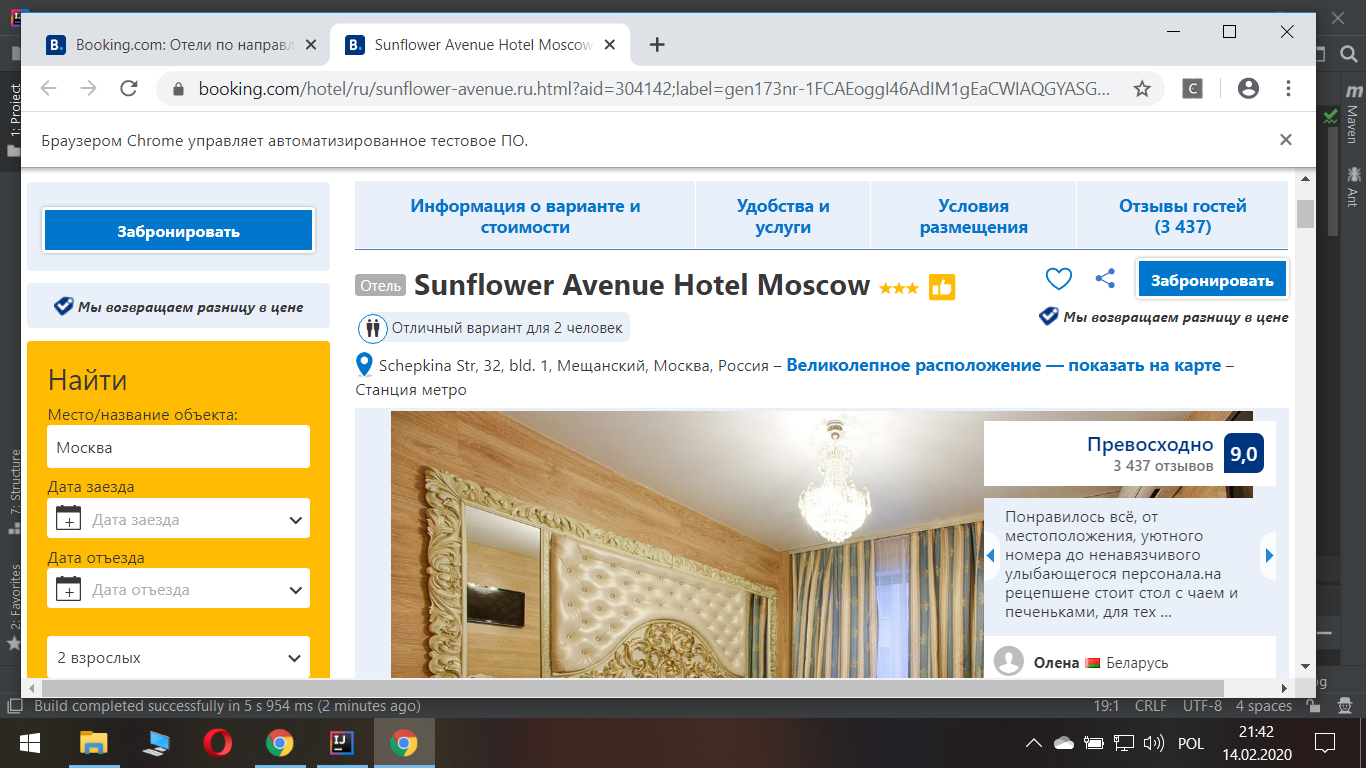 Booking.com: Отели по направл
Sunflower Avenue Hotel Moscow
booking.com/hotel/ru/sunflower-avenue.ru.html?aid=304142;label=gen173nr-1FCAEoggI46AdIM1gEaCWIAQGYASG...
C
Браузером Chrome управляет автоматизированное тестовое ПО.
1: Project
7: Structure
2: Favorites
Maven
Ant
Забронировать
Мы возвращаем разницу в цене
Найти
Место/название объекта:
Москва
Дата заезда
Дата заезда
Дата отъезда
Дата отъезда
2 взрослых
Информация о варианте и
стоимости
Удобства и
услуги
Условия
размещения
Отзывы гостей
(3 437)
Отель Sunflower Avenue Hotel Moscow
Забронировать
Мы возвращаем разницу в цене
Отличный вариант для 2 человек
Schepkina Str, 32, bld. 1, Мещанский, Москва, Россия – Великолепное расположение — показать на карте –
Станция метро
Превосходно
3 437 отзывов
9,0
Понравилось всё, от
местоположения, уютного
номера до ненавязчивого
улыбающегося персонала.на
рецепшене стоит стол с чаем и
печеньками, для тех ...
Олена Беларусь
Build completed successfully in 5 s 954 ms (2 minutes ago)
19:1 CRLF UTF-8 4 spaces
POL
21:42
14.02.2020